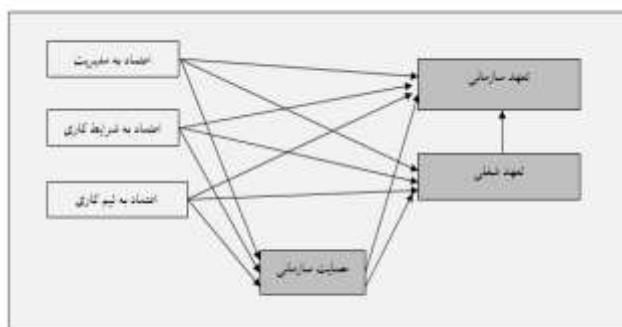 اعتماد به مدیریت
تعهد سازمانی
اعتماد به شرایط کاری
تعهد شغلی
اعتماد به تیم کاری
حمایت سازمانی